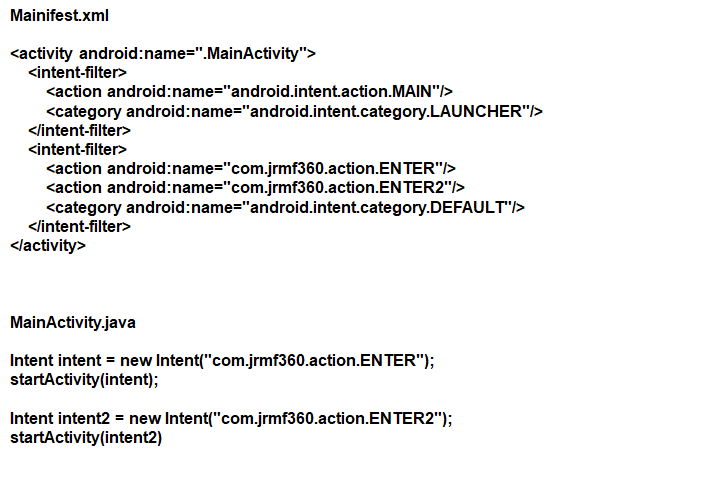 Mainifest.xml
<activity android:name=".MainActivity">
<intent-filter>
<action android:name="android.intent.action.MAIN"/>
<category android:name="android.intent.category.LAUNCHER"/>
</intent-filter>
<intent-filter>
<action android:name="com.jrmf360.action.ENTER"/>
<action android:name="com.jrmf360.action.ENTER2"/>
<category android:name="android.intent.category.DEFAULT"/>
</intent-filter>
</activity>
MainActivity.java
Intent intent = new Intent("com.jrmf360.action.ENTER");
startActivity(intent);
Intent intent2 = new Intent("com.jrmf360.action.ENTER2");
startActivity(intent2)